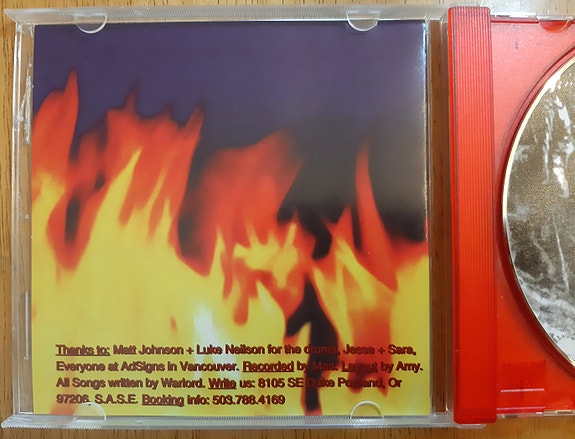 Thanks to: Matt Johnson + Luke Neilson for the drums, Jesse + Sara,
Everyone at AdSigns in Vancouver. Recorded by Matt. Layout by Amy.
All Songs written by Warlord. Write us: 8105 SE Duke Portland, Or
97206. S.A.S.E. Booking info: 503.788.4169